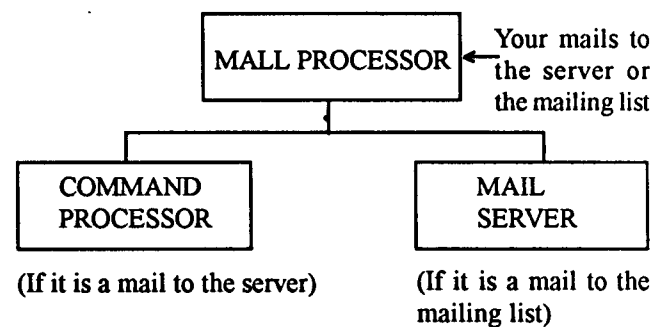 MALL PROCESSOR
Your mails to
the server or
the mailing list
COMMAND
PROCESSOR
MAIL
SERVER
(If it is a mail to the server)
(If it is a mail to the
mailing list)